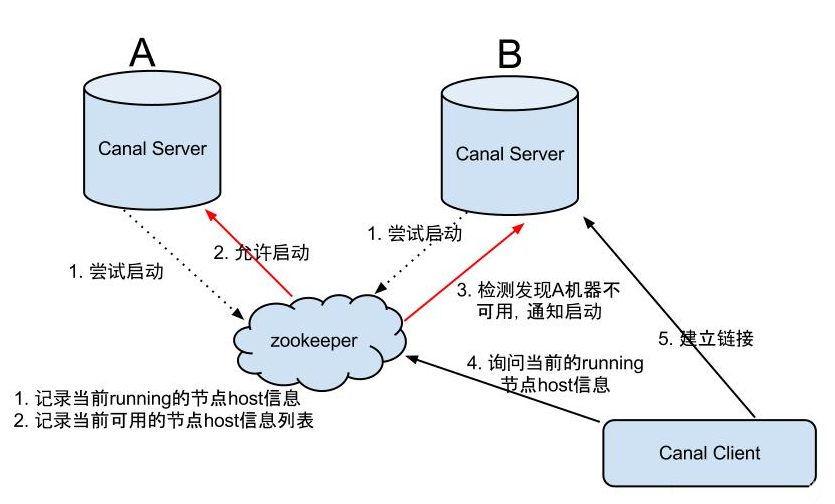 A
B
Canal Server
Canal Server
1. 尝试启动
2. 允许启动
1. 尝试启动
3. 检测发现A机器不
可用, 通知启动
zookeeper
4. 询问当前的running
节点host信息
5. 建立链接
1. 记录当前running的节点host信息
2. 记录当前可用的节点host信息列表
Canal Client